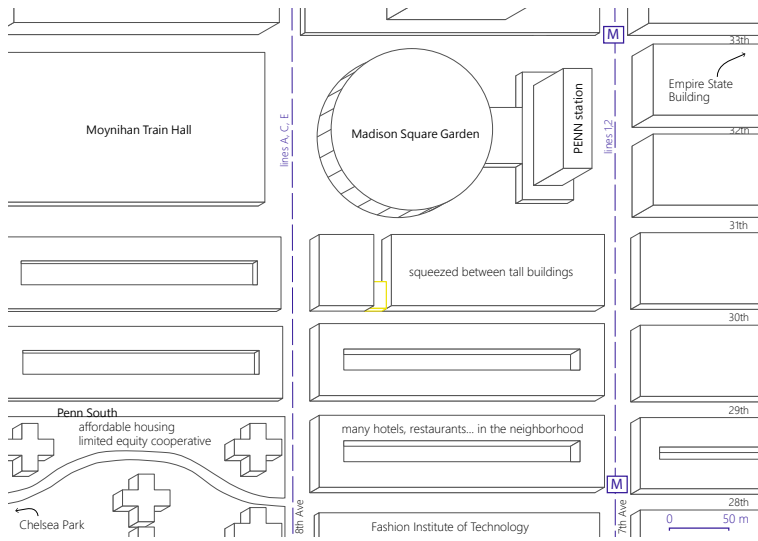 M
33th
Empire State
Building
Moynihan Train Hall
lines A, C, E
Madison Square Garden
PENN station
lines 1,2
32th
31th
squeezed between tall buildings
30th
29th
Penn South
affordable housing
limited equity cooperative
many hotels, restaurants... in the neighborhood
M
28th
Chelsea Park
8th Ave
Fashion Institute of Technology
7th Ave
0 50 m